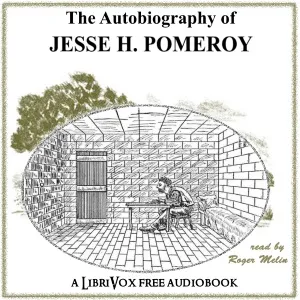 The Autobiography of
JESSE H. POMEROY
read by
Roger Melin
A LIBRIVOX FREE AUDIOBOOK